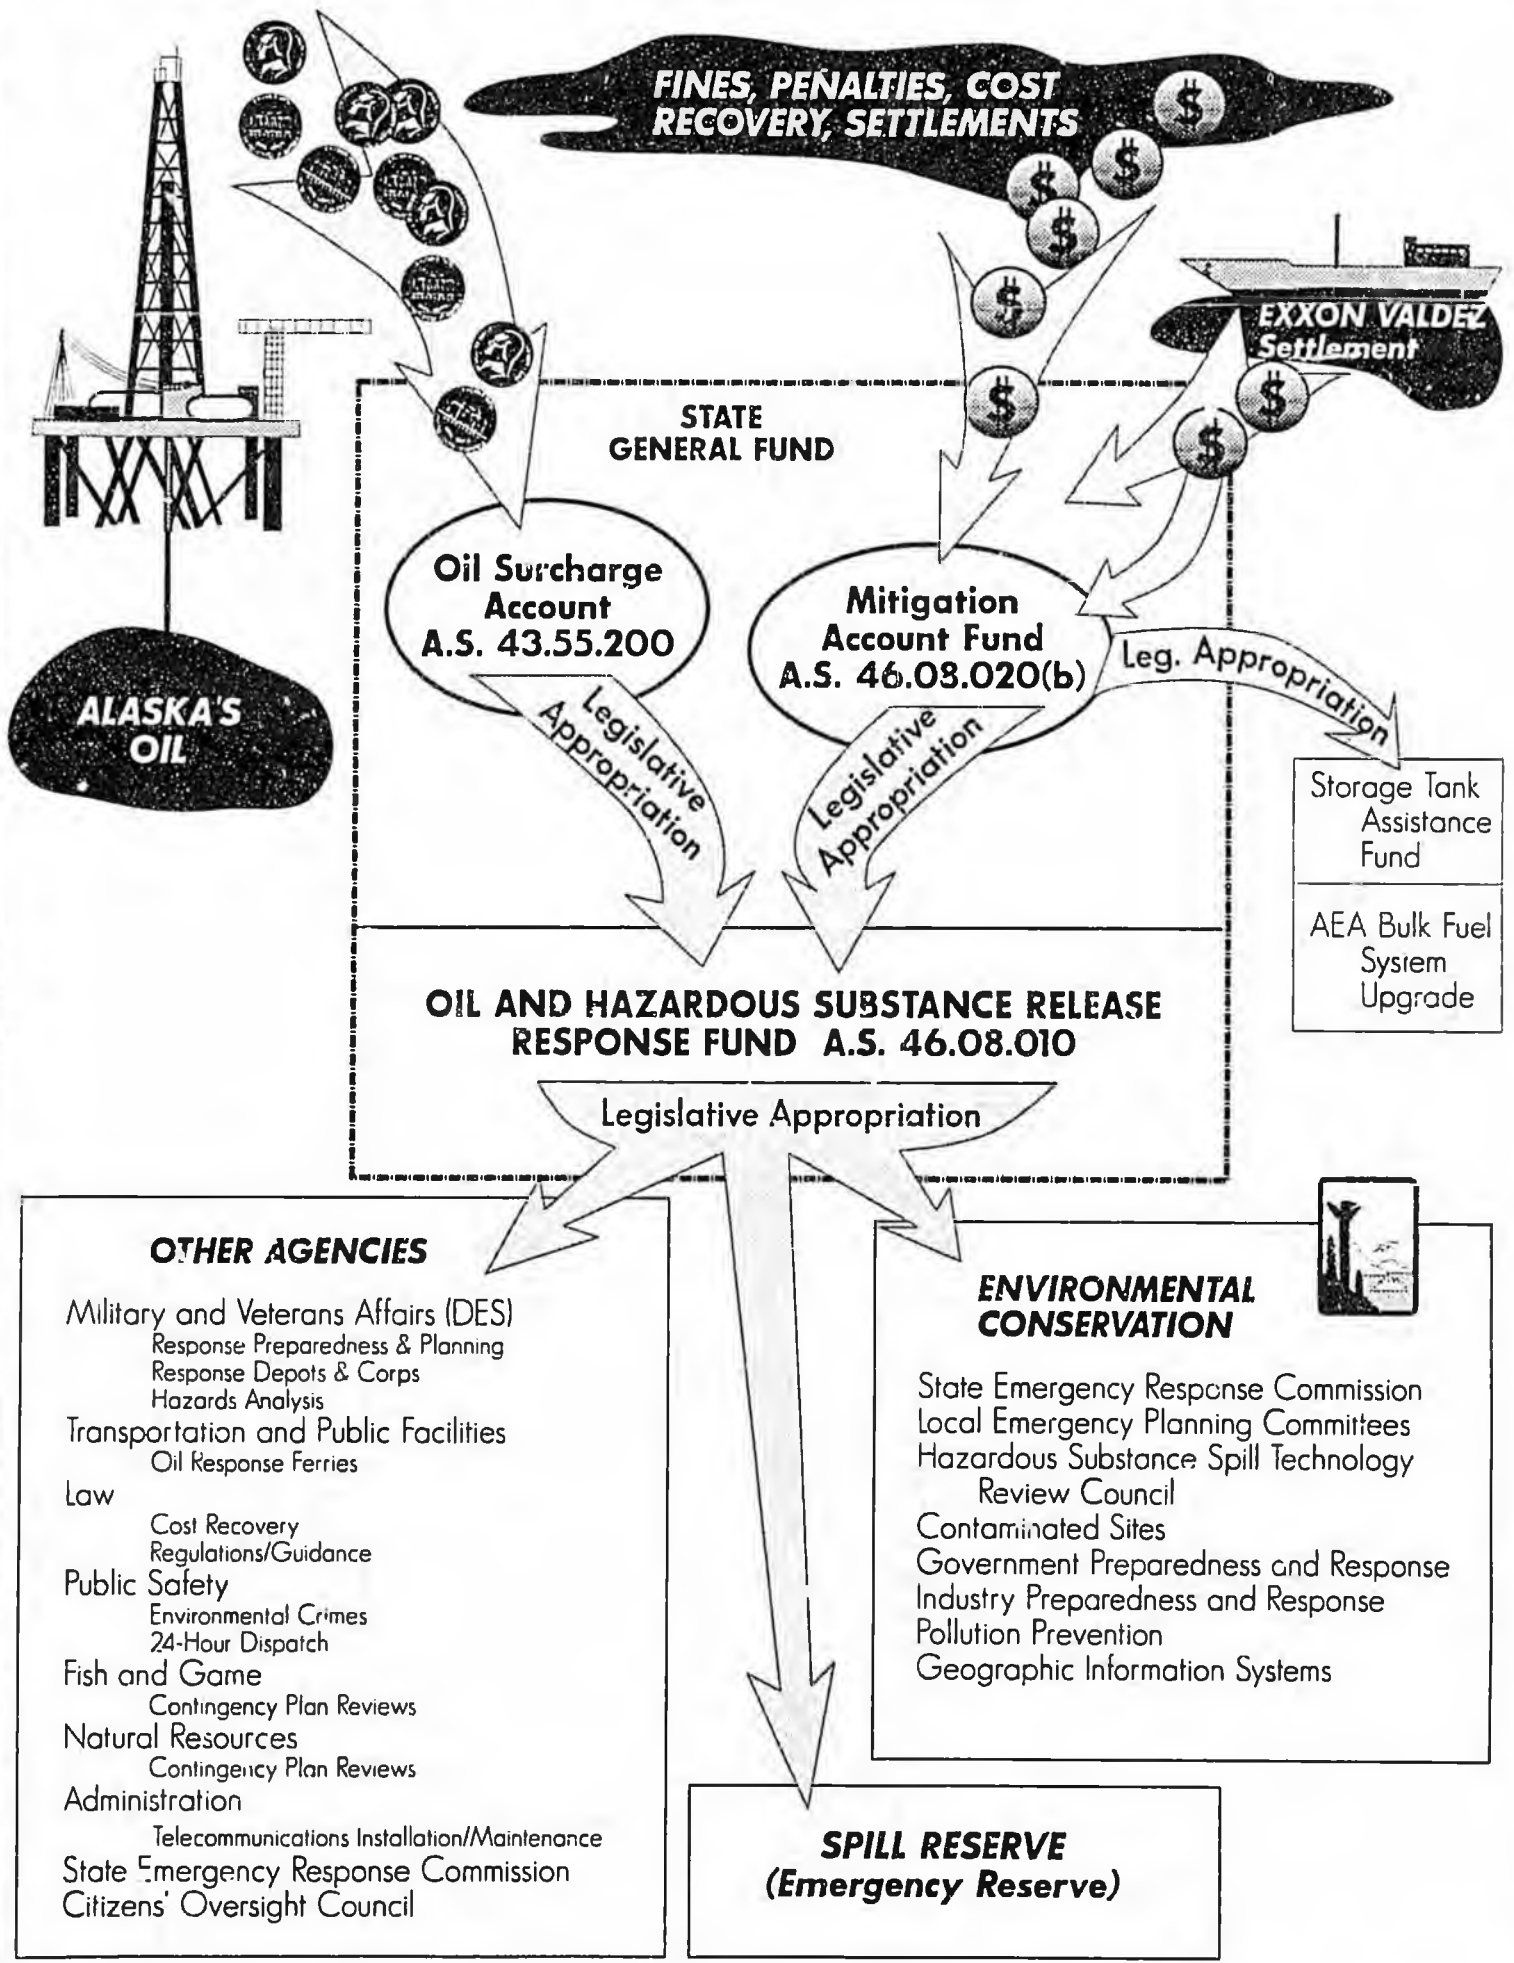 FINES, PENALTIES, COST
RECOVERY, SETTLEMENTS
EXXON VALDEZ
Settlement
STATE
GENERAL FUND
Oil Surcharge
Account
A.S. 43.55.200
Mitigation
Account Fund
A.S. 46.08.020(b)
ALASKA'S
OIL
Legislative
Appropriation
Legislative
Appropriation
Leg. Appropriation
Storage Tank
Assistance
Fund
AEA Bulk Fuel
System
Upgrade
OIL AND HAZARDOUS SUBSTANCE RELEASE
RESPONSE FUND A.S. 46.08.010
Legislative Appropriation
OTHER AGENCIES
Military and Veterans Affairs (DES)
Response Preparedness & Planning
Response Depots & Corps
Hazards Analysis
Transportation and Public Facilities
Oil Response Ferries
Law
Cost Recovery
Regulations/Guidance
Public Safety
Environmental Crimes
24-Hour Dispatch
Fish and Game
Contingency Plan Reviews
Natural Resources
Contingency Plan Reviews
Administration
Telecommunications Installation/Maintenance
State Emergency Response Commission
Citizens' Oversight Council
ENVIRONMENTAL
CONSERVATION
State Emergency Response Commission
Local Emergency Planning Committees
Hazardous Substance Spill Technology
Review Council
Contaminated Sites
Government Preparedness and Response
Industry Preparedness and Response
Pollution Prevention
Geographic Information Systems
SPILL RESERVE
(Emergency Reserve)